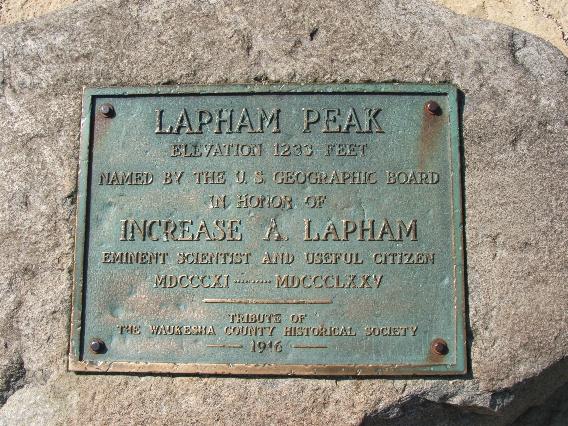 LAPHAM PEAK
ELEVATION 1233 FEET
NAMED BY THE U.S. GEOGRAPHIC BOARD
IN HONOR OF
INCREASE A. LAPHAM
EMINENT SCIENTIST AND USEFUL CITIZEN
MDCCCXI ········ MDCCCLXXV
TRIBUTE OF
THE WAUKESHA COUNTY HISTORICAL SOCIETY
— 1916 —